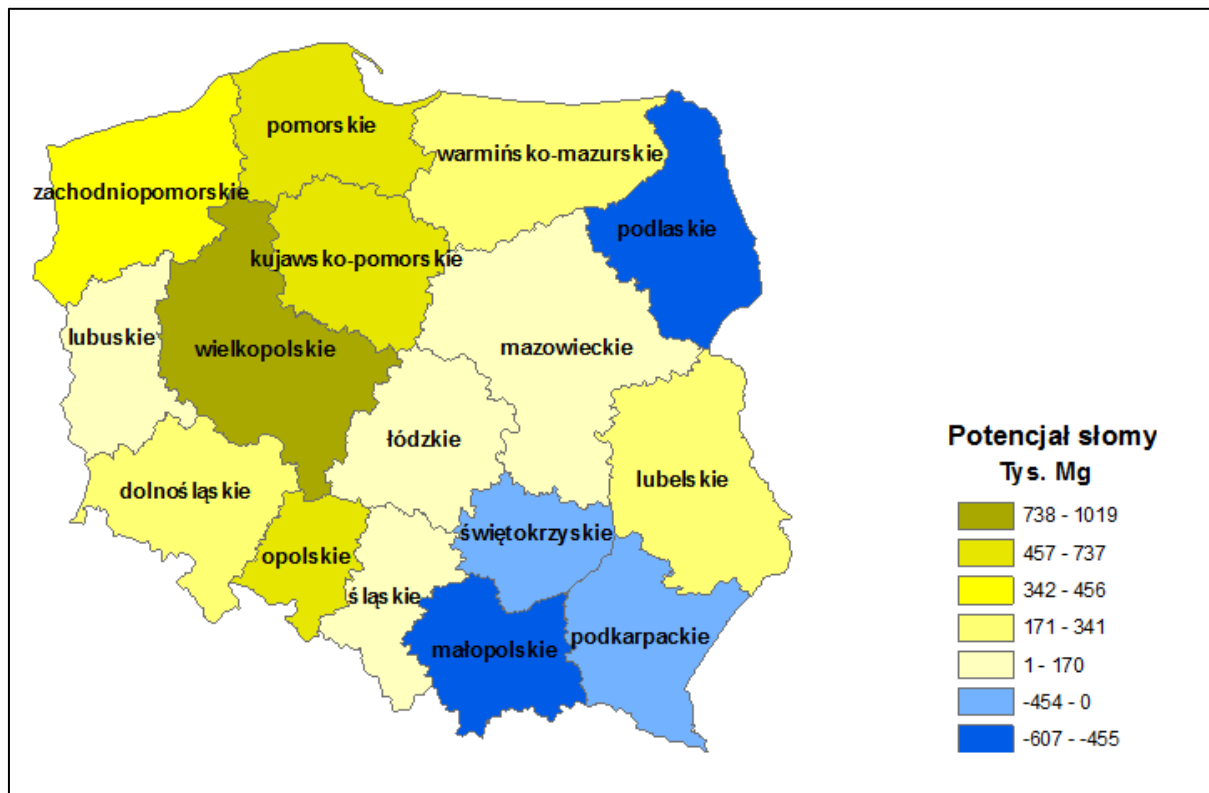 pomorskie
warmińsko-mazurskie
zachodniopomorskie
podlaskie
kujawsko-pomorskie
lubuskie
wielkopolskie
mazowieckie
łódzkie
dolnośląskie
lubelskie
opolskie
świętokrzyskie
śląskie
małopolskie
podkarpackie
Potencjał słomy
Tys. Mg
738 - 1019
457 - 737
342 - 456
171 - 341
1 - 170
-454 - 0
-607 - -455